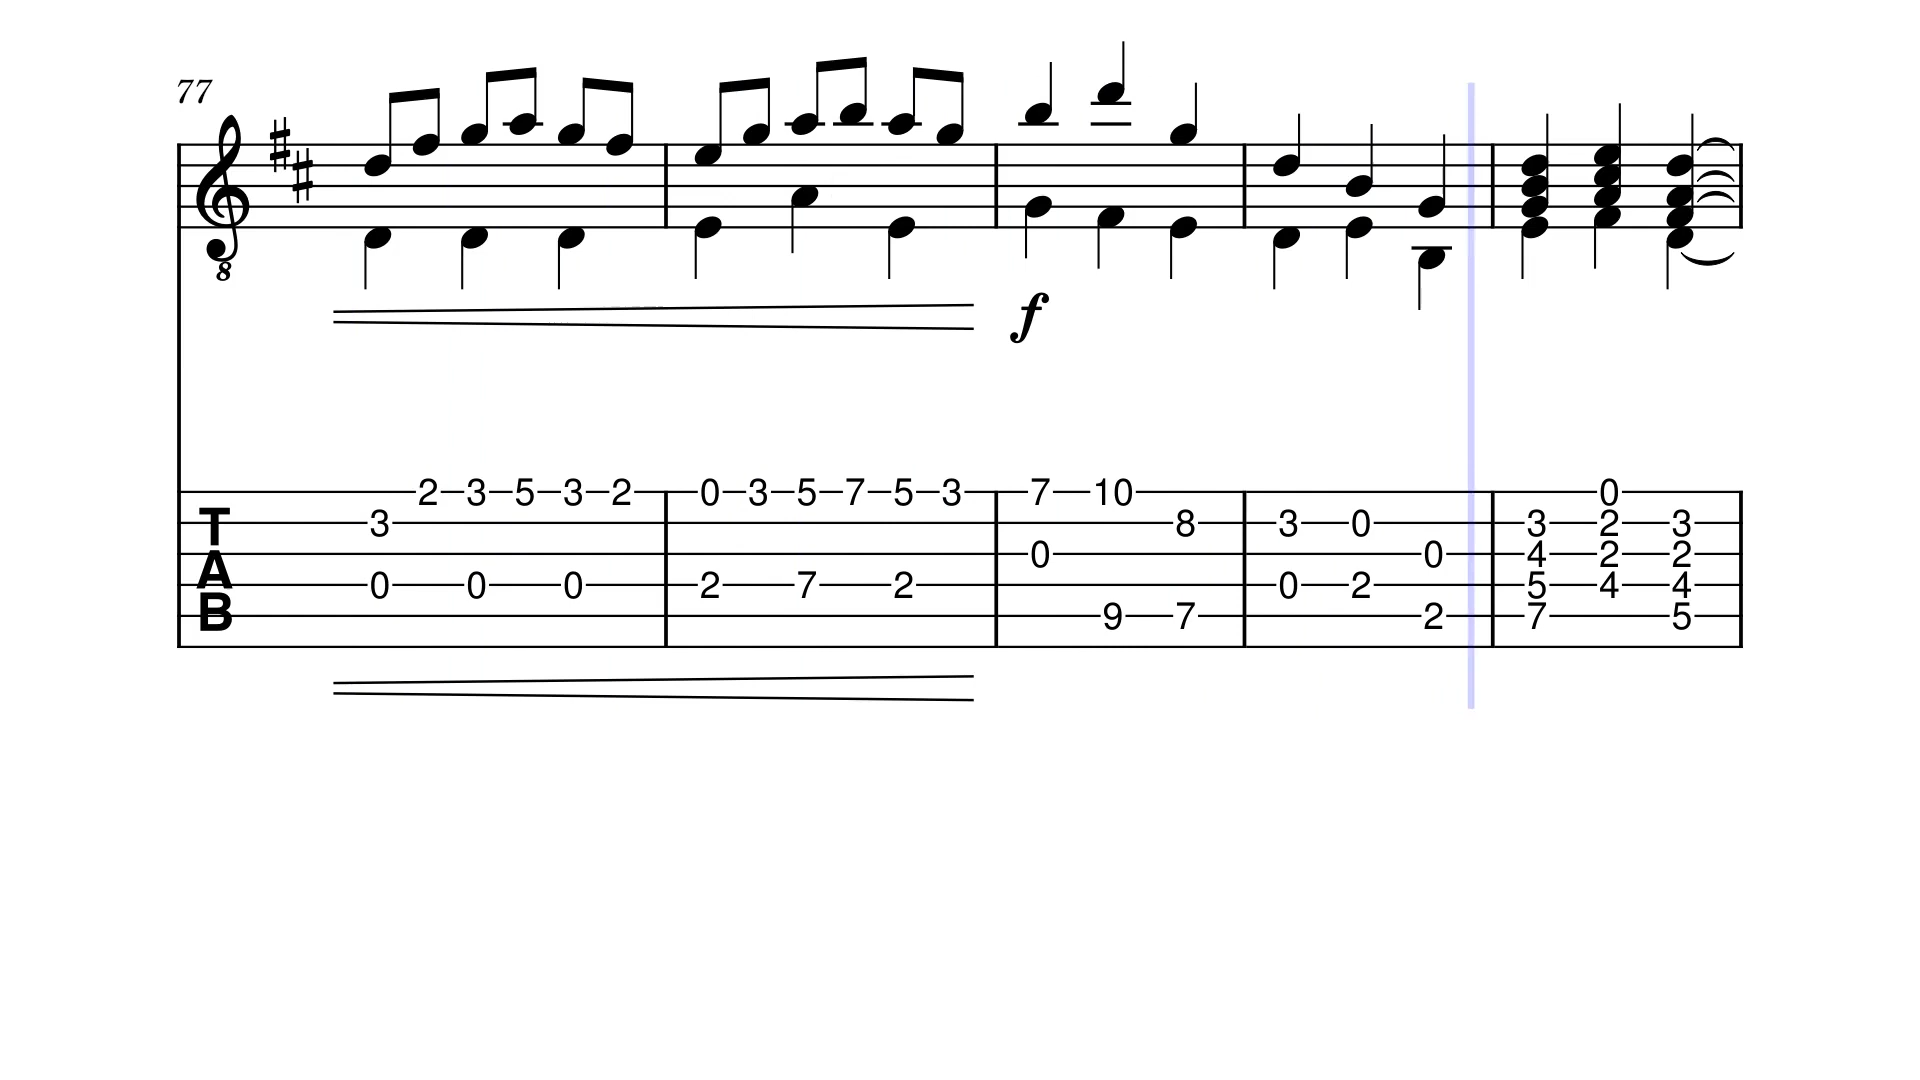 77
8
f
2 3 5 3 2 0 3 5 7 5 3 7 10 0
T 3 8 3 0 3 2 3
0 0 4 2 2
A 0 0 0 2 7 2 0 2 5 4 4
B 9 7 2 7 5